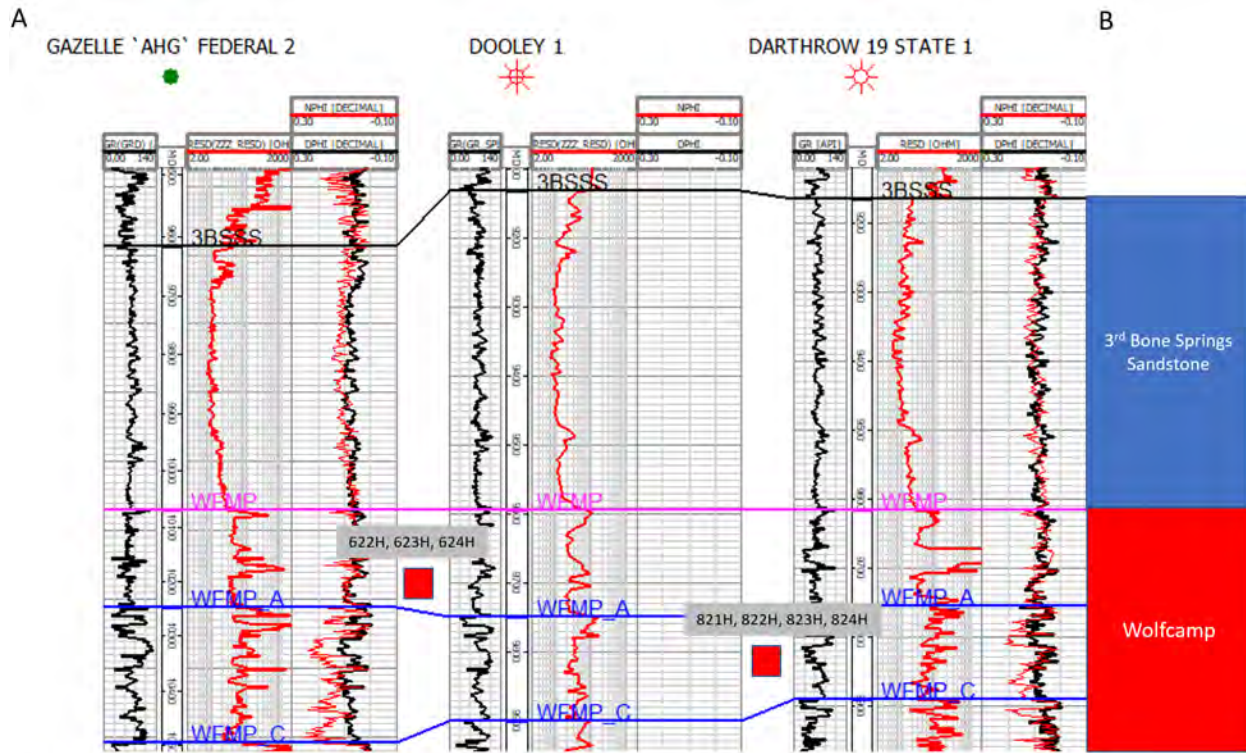 A
B
GAZELLE `AHG` FEDERAL 2
DOOLEY 1
DARTHROW 19 STATE 1
NPHI [DECIMAL]
0.30 -0.10
GR(GRD)
0.00 140
MD
RESD(ZZZ_RESD) [OH
2.00 2000
DPHI [DECIMAL]
0.30 -0.10
NPHI
0.30 -0.10
GR(GR_SP
0.00 140
MD
RESD(ZZZ_RESD) [OH
2.00 2000
DPHI
0.30 -0.10
NPHI [DECIMAL]
0.30 -0.10
GR [API]
0.00 140
MD
RESD [OHM]
2.00 2000
DPHI [DECIMAL]
0.30 -0.10
3BSSS
3BSSS
3BSSS
3rd Bone Springs
Sandstone
WFMP
WFMP
WFMP
622H, 623H, 624H
WFMP_A
WFMP_A
WFMP_A
821H, 822H, 823H, 824H
Wolfcamp
WFMP_C
WFMP_C
WFMP_C